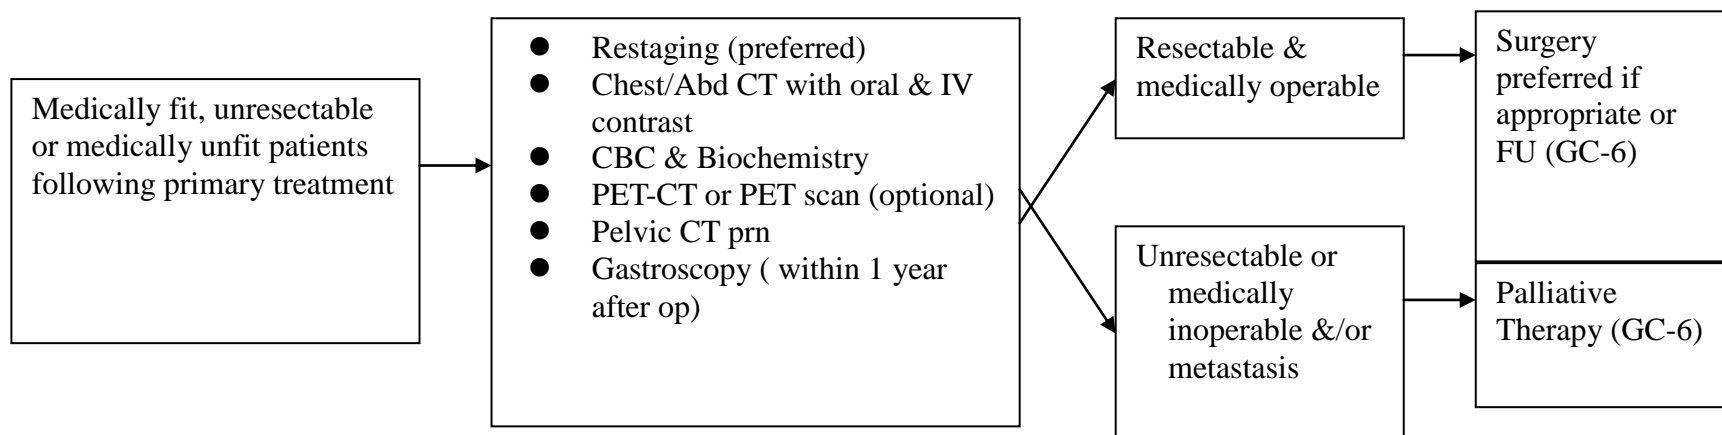 Medically fit, unresectable
or medically unfit patients
following primary treatment
● Restaging (preferred)
● Chest/Abd CT with oral & IV
contrast
● CBC & Biochemistry
● PET-CT or PET scan (optional)
● Pelvic CT prn
● Gastroscopy ( within 1 year
after op)
Resectable &
medically operable
Unresectable or
medically
inoperable &/or
metastasis
Surgery
preferred if
appropriate or
FU (GC-6)
Palliative
Therapy (GC-6)